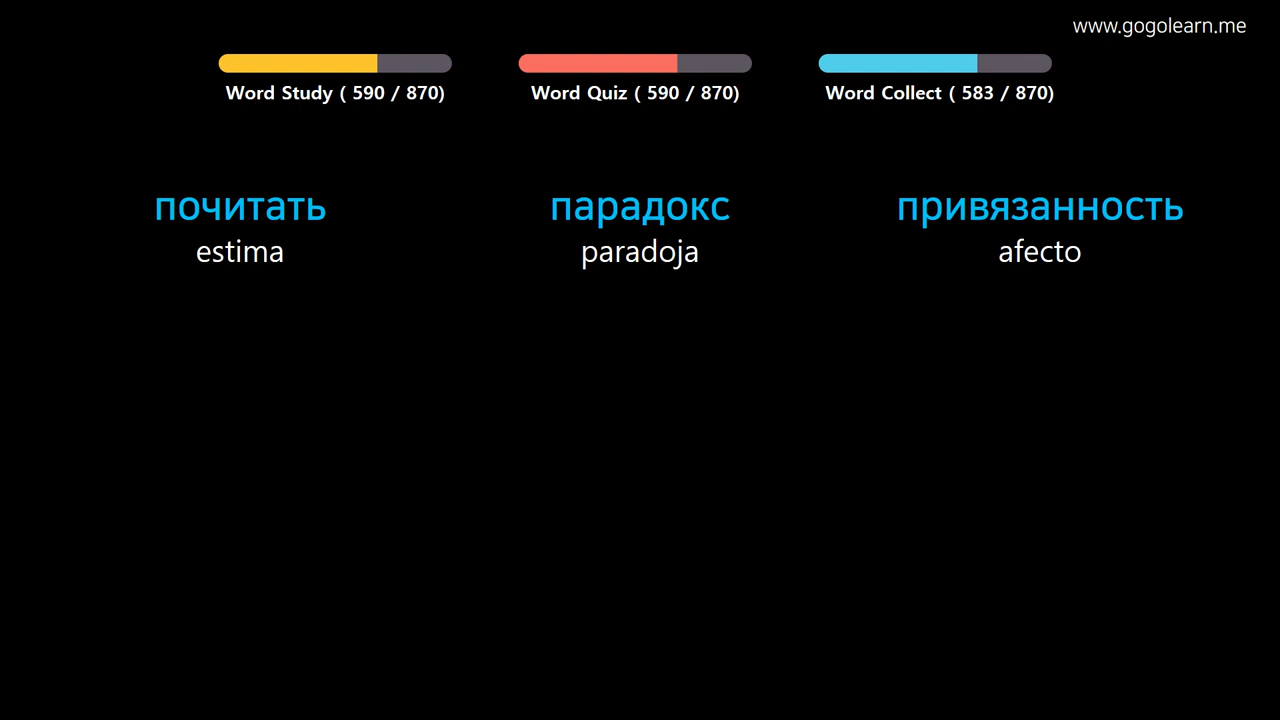 www.gogolearn.me
Word Study ( 590 / 870)
Word Quiz ( 590 / 870)
Word Collect ( 583 / 870)
почитать
estima
парадокс
paradoja
привязанность
afecto